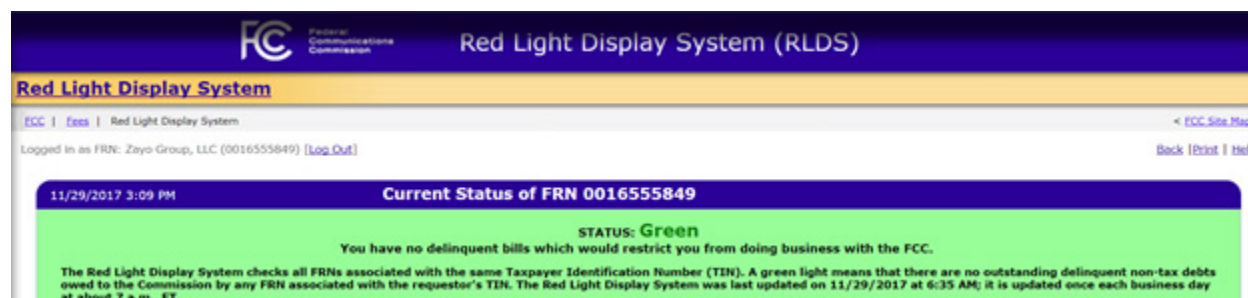 FC Federal Communications Commission Red Light Display System (RLDS)
Red Light Display System
FCC | Fees | Red Light Display System < FCC Site Map
Logged in as FRN: Zayo Group, LLC (0016555849) [Log Out] Back | Print | Hel
11/29/2017 3:09 PM Current Status of FRN 0016555849
STATUS: Green
You have no delinquent bills which would restrict you from doing business with the FCC.
The Red Light Display System checks all FRNs associated with the same Taxpayer Identification Number (TIN). A green light means that there are no outstanding delinquent non-tax debts
owed to the Commission by any FRN associated with the requestor's TIN. The Red Light Display System was last updated on 11/29/2017 at 6:35 AM; it is updated once each business day
at about 7 a.m. ET